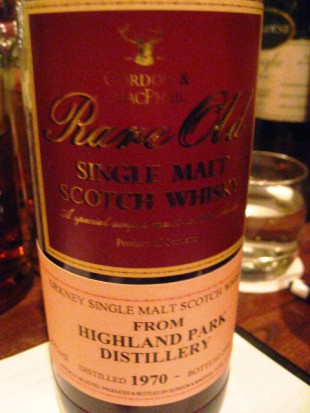 GORDON &
MACPHAIL
Rare Old
SINGLE MALT
SCOTCH WHISKY
Product of Scotland
ORKNEY SINGLE MALT SCOTCH WHISKY
FROM
HIGHLAND PARK
DISTILLERY
DISTILLED 1970 - BOTTLED